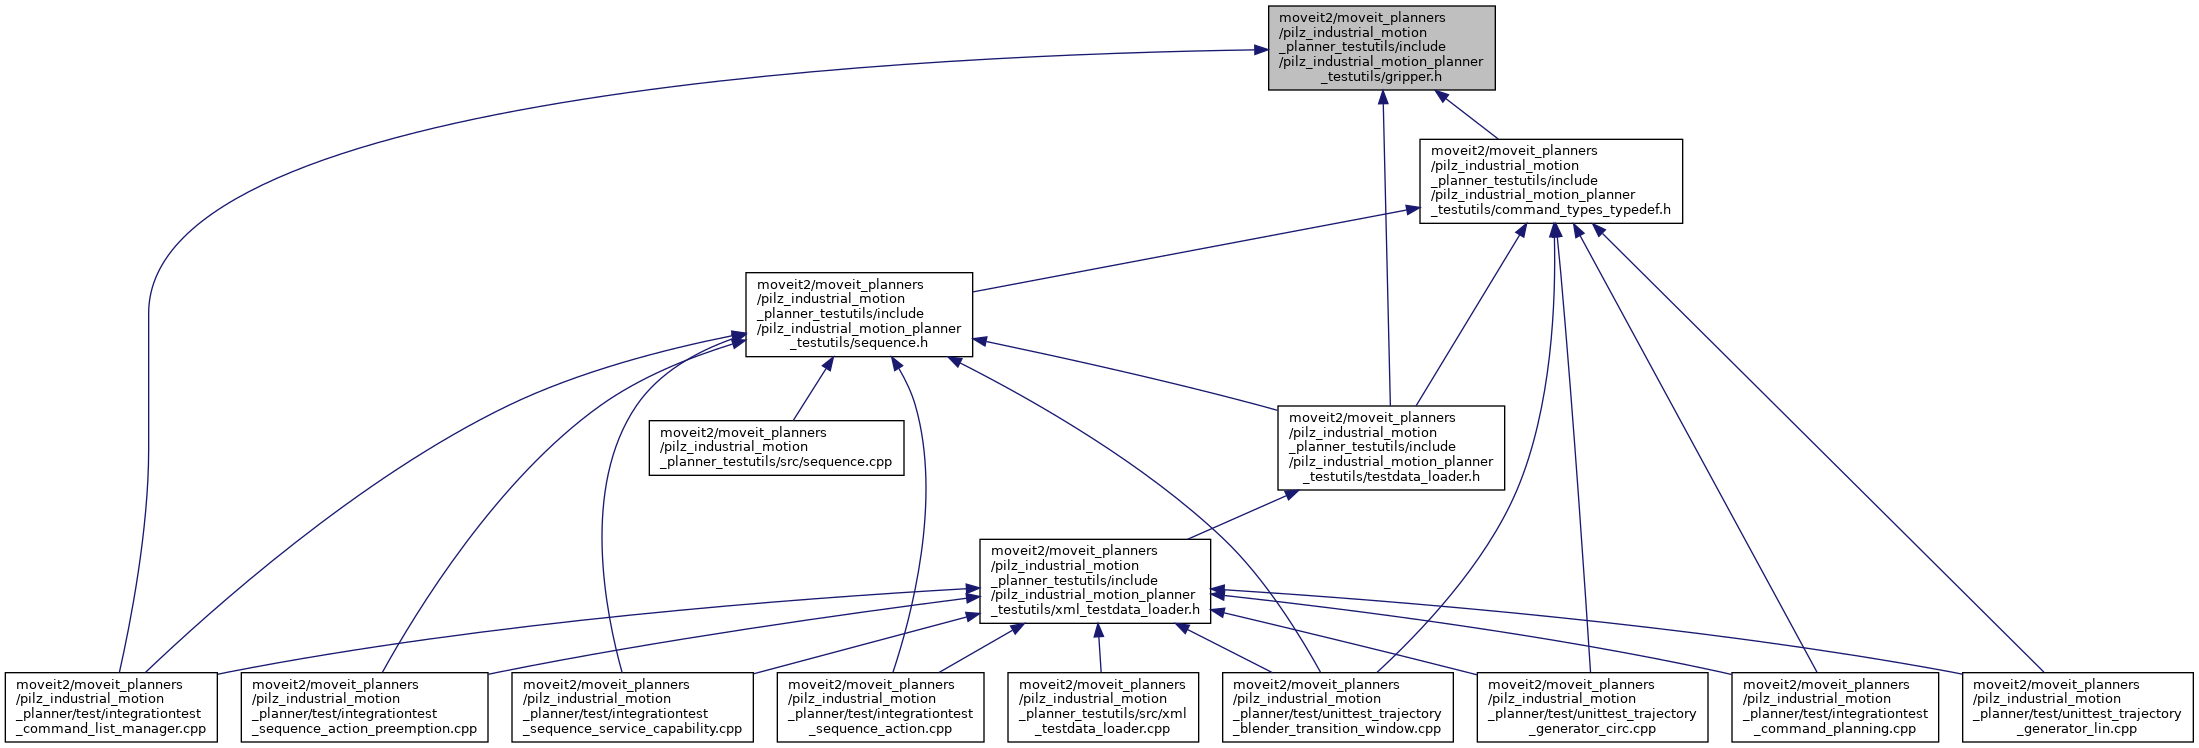 moveit2/moveit_planners
/pilz_industrial_motion
_planner_testutils/include
/pilz_industrial_motion_planner
_testutils/gripper.h
moveit2/moveit_planners
/pilz_industrial_motion
_planner_testutils/include
/pilz_industrial_motion_planner
_testutils/command_types_typedef.h
moveit2/moveit_planners
/pilz_industrial_motion
_planner_testutils/include
/pilz_industrial_motion_planner
_testutils/sequence.h
moveit2/moveit_planners
/pilz_industrial_motion
_planner_testutils/src/sequence.cpp
moveit2/moveit_planners
/pilz_industrial_motion
_planner_testutils/include
/pilz_industrial_motion_planner
_testutils/testdata_loader.h
moveit2/moveit_planners
/pilz_industrial_motion
_planner_testutils/include
/pilz_industrial_motion_planner
_testutils/xml_testdata_loader.h
moveit2/moveit_planners
/pilz_industrial_motion
_planner/test/integrationtest
_command_list_manager.cpp
moveit2/moveit_planners
/pilz_industrial_motion
_planner/test/integrationtest
_sequence_action_preemption.cpp
moveit2/moveit_planners
/pilz_industrial_motion
_planner/test/integrationtest
_sequence_service_capability.cpp
moveit2/moveit_planners
/pilz_industrial_motion
_planner/test/integrationtest
_sequence_action.cpp
moveit2/moveit_planners
/pilz_industrial_motion
_planner_testutils/src/xml
_testdata_loader.cpp
moveit2/moveit_planners
/pilz_industrial_motion
_planner/test/unittest_trajectory
_blender_transition_window.cpp
moveit2/moveit_planners
/pilz_industrial_motion
_planner/test/unittest_trajectory
_generator_circ.cpp
moveit2/moveit_planners
/pilz_industrial_motion
_planner/test/integrationtest
_command_planning.cpp
moveit2/moveit_planners
/pilz_industrial_motion
_planner/test/unittest_trajectory
_generator_lin.cpp